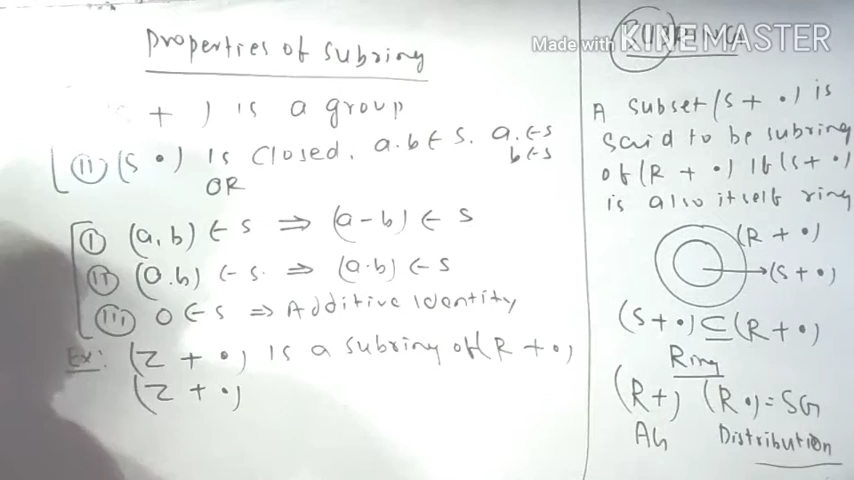 Properties of subring
+ ) is a group
(ii) (S •) is closed. a.b ∈ S. a. ∈ S
b ∈ S
OR
(i) (a, b) ∈ S ⇒ (a - b) ∈ S
(ii) (a.b) ∈ S. ⇒ (a.b) ∈ S
(iii) 0 ∈ S ⇒ Additive Identity
Ex: (Z + •) is a subring of (R + •)
(Z + •)
Made with KINEMASTER
A subset (S + •) is
said to be subring
of (R + •) If (S + •)
is also itself ring
(R + •)
(S + •)
(S + •) ⊆ (R + •)
Ring
(R +) (R •) = SG
AG Distribution